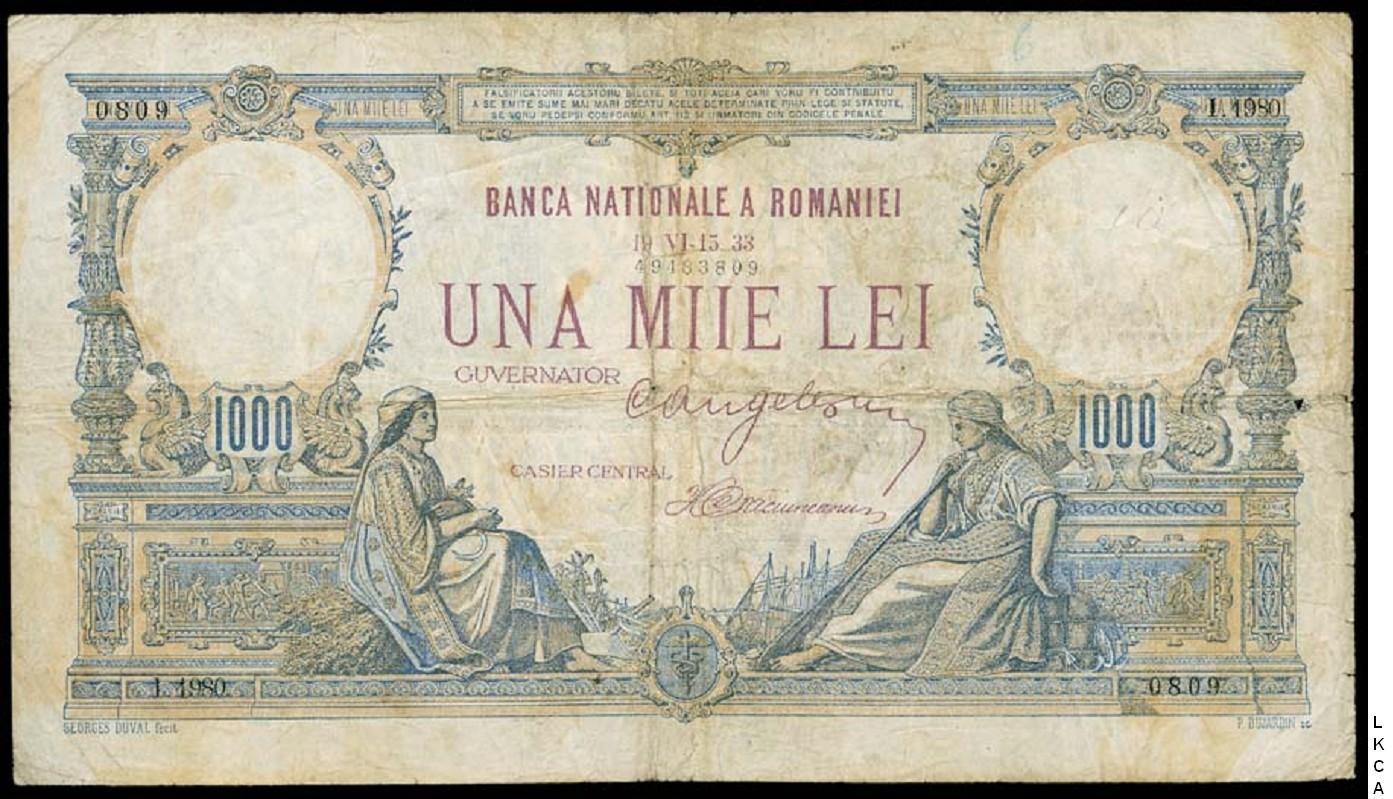 0809
UNA MIIE LEI
FALSIFICATORII ACESTORU BILETE, SI TOTI ACEIA CARI VORU FI CONTRIBUITU
A SE EMITE SUME MAI MARI DECATU ACELE DETERMINATE PRIN LEGE SI STATUTE,
SE VORU PEDEPSI CONFORMU ART. 112 SI URMATORI DIN CODICELE PENALE.
UNA MIIE LEI
I.1980
BANCA NATIONALE A ROMANIEI
19 VI-15 33
49183809
UNA MIIE LEI
GUVERNATOR
C Angelescu
1000
1000
CASIER CENTRAL
I.1980
0809
GEORGES DUVAL fecit
P. DUJARDIN sc
L
K
C
A